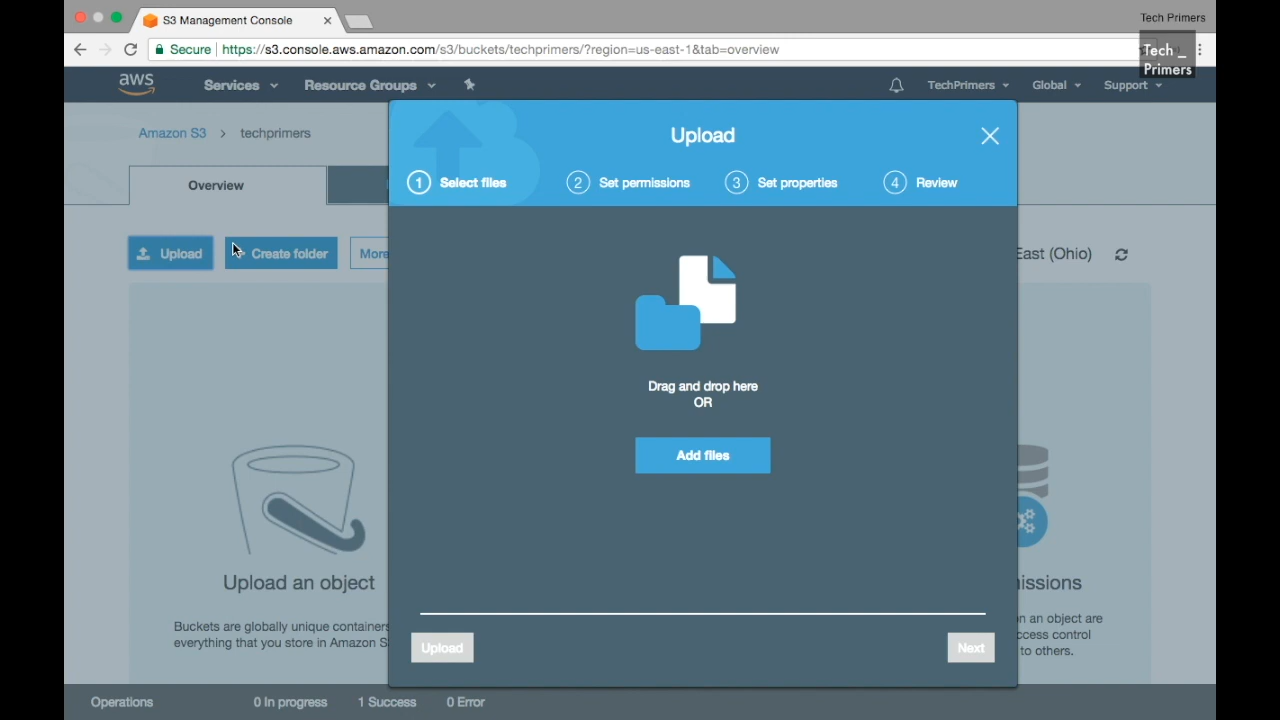 S3 Management Console
Tech Primers
Secure
https://s3.console.aws.amazon.com/s3/buckets/techprimers/?region=us-east-1&tab=overview
Tech _
Primers
aws
Services
Resource Groups
TechPrimers
Global
Support
Amazon S3 > techprimers
Upload
Overview
1 Select files
2 Set permissions
3 Set properties
4 Review
Upload
Create folder
More
East (Ohio)
Drag and drop here
OR
Add files
Upload an object
issions
Buckets are globally unique containers
everything that you store in Amazon S
n an object are
ccess control
to others.
Upload
Next
Operations
0 In progress
1 Success
0 Error